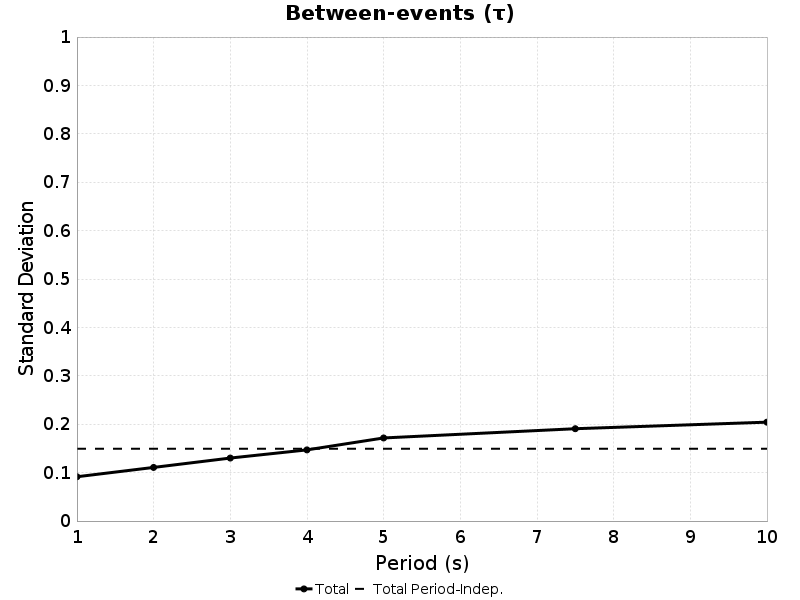 Between-events (τ)
1
0.9
0.8
0.7
0.6
0.5
0.4
0.3
0.2
0.1
0
Standard Deviation
1 2 3 4 5 6 7 8 9 10
Period (s)
Total Total Period-Indep.